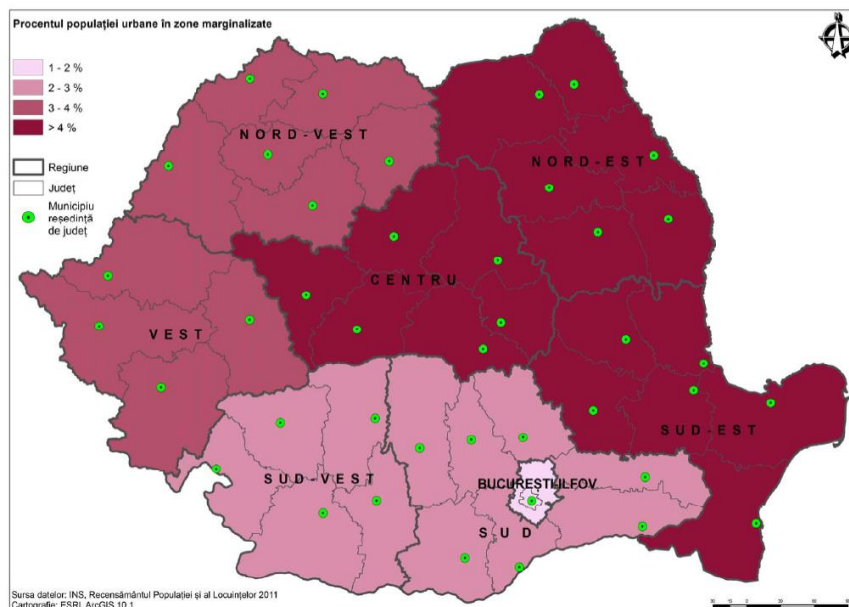 Procentul populației urbane în zone marginalizate
1 - 2 %
2 - 3 %
3 - 4 %
> 4 %
Regiune
Județ
Municipiu
reședință
de județ
NORD-VEST
NORD-EST
CENTRU
VEST
SUD-EST
SUD-VEST
BUCUREȘTI-ILFOV
SUD
Sursa datelor: INS, Recensământul Populației și al Locuințelor 2011
Cartografie: ESRI, ArcGIS 10.1